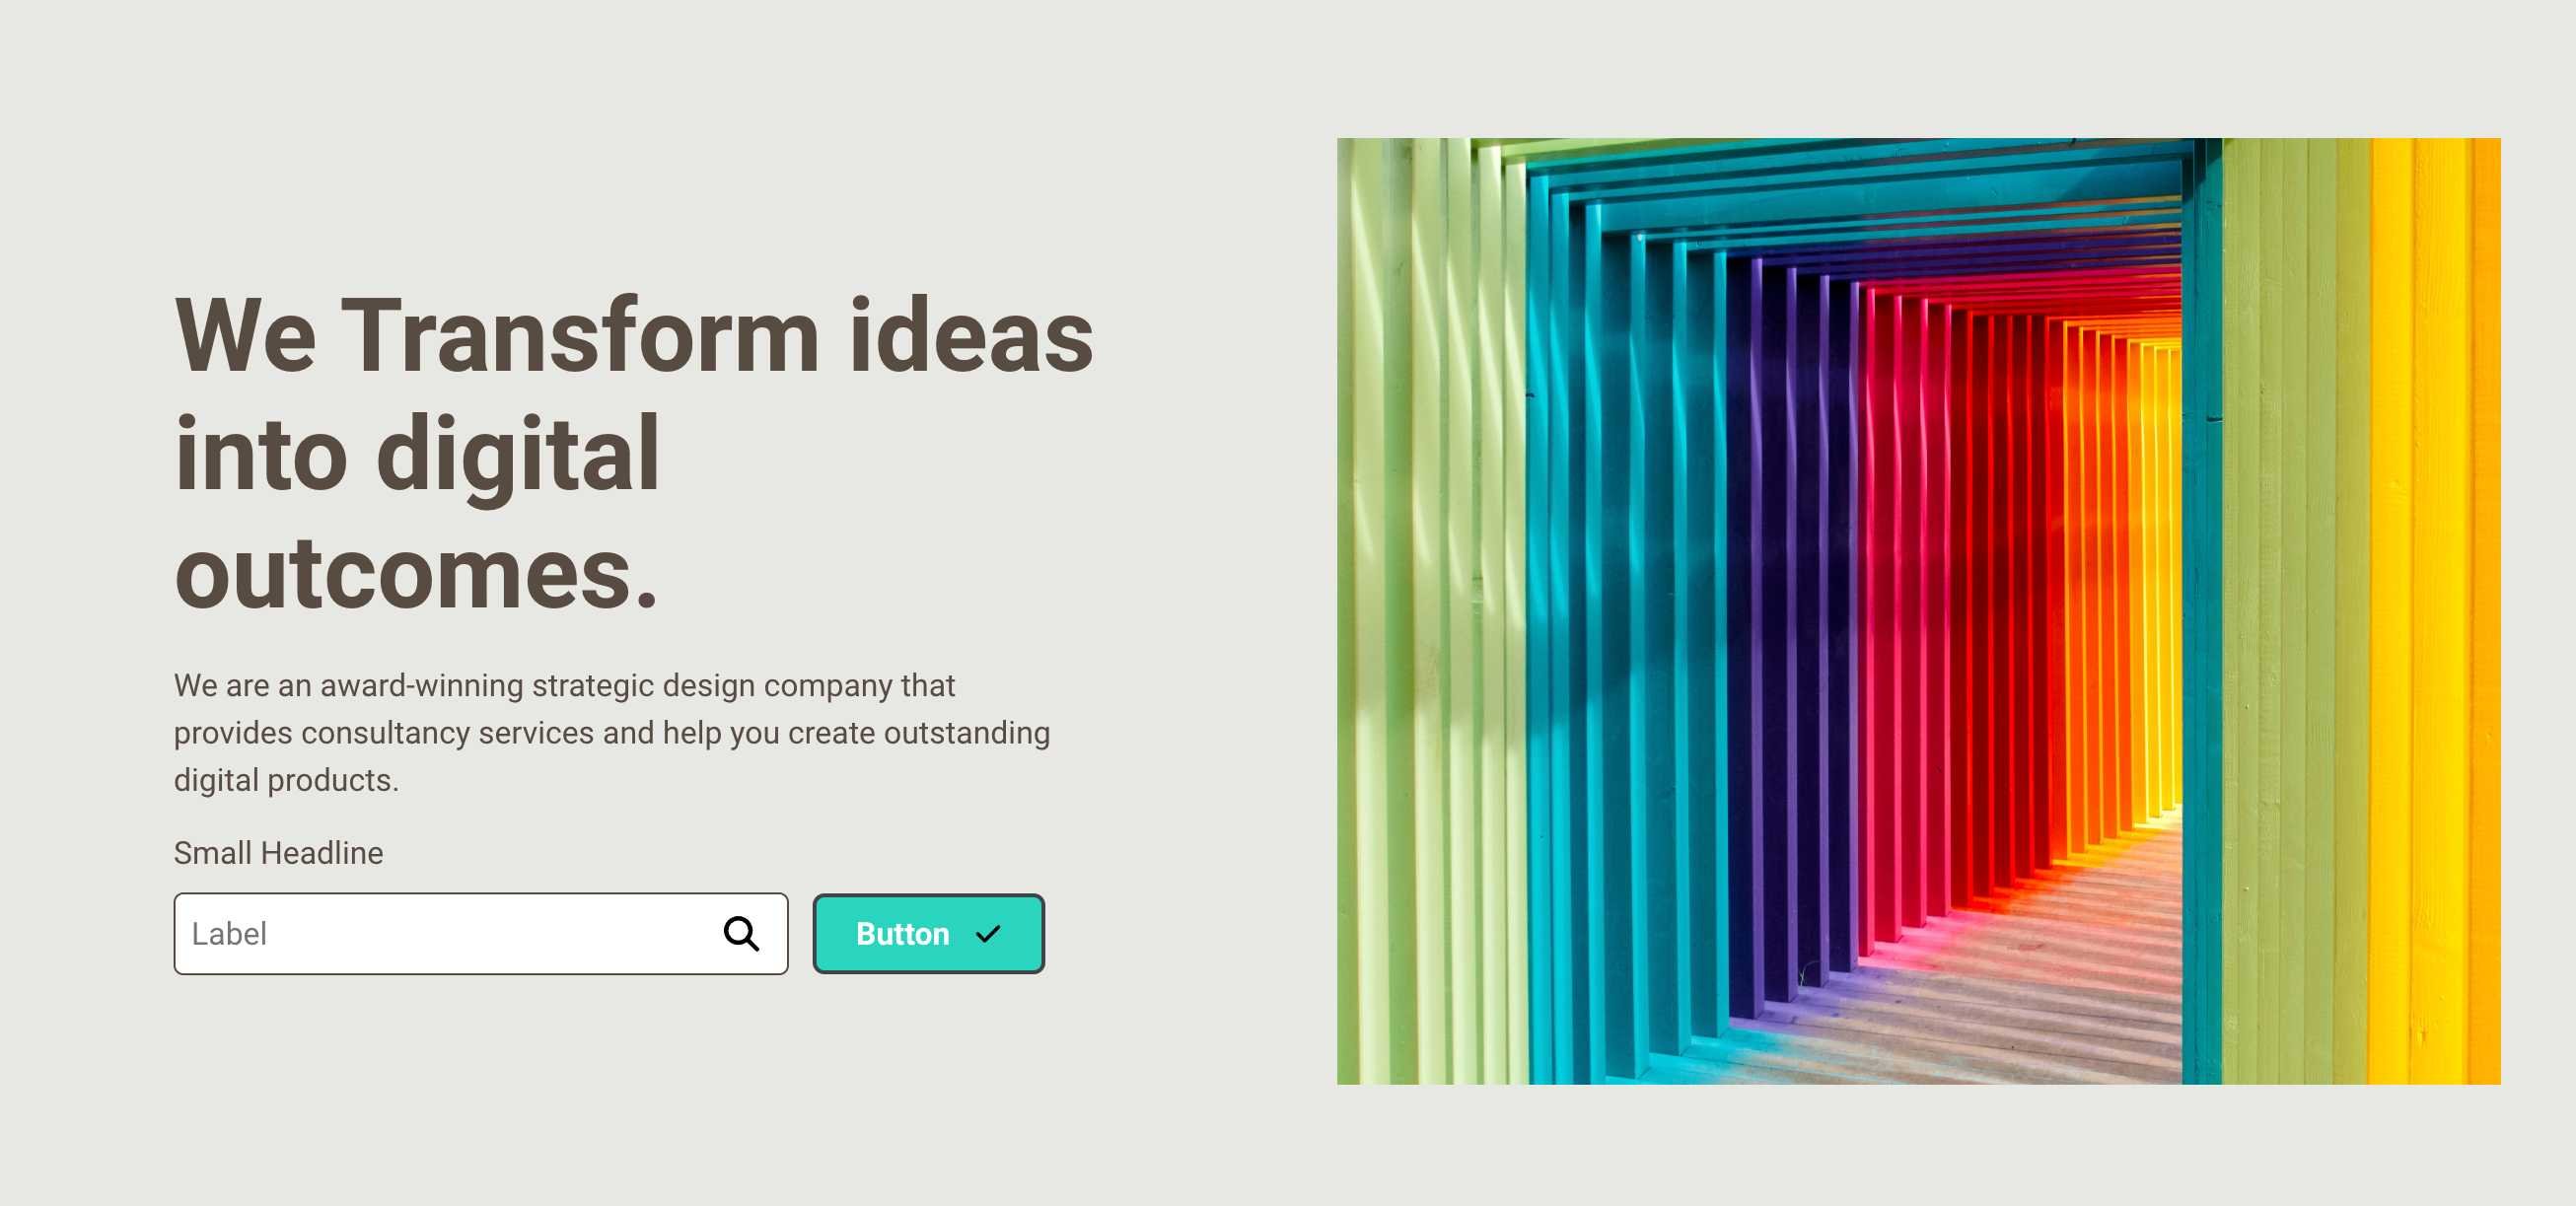 We Transform ideas
into digital
outcomes.
We are an award-winning strategic design company that
provides consultancy services and help you create outstanding
digital products.
Small Headline
Label
Button